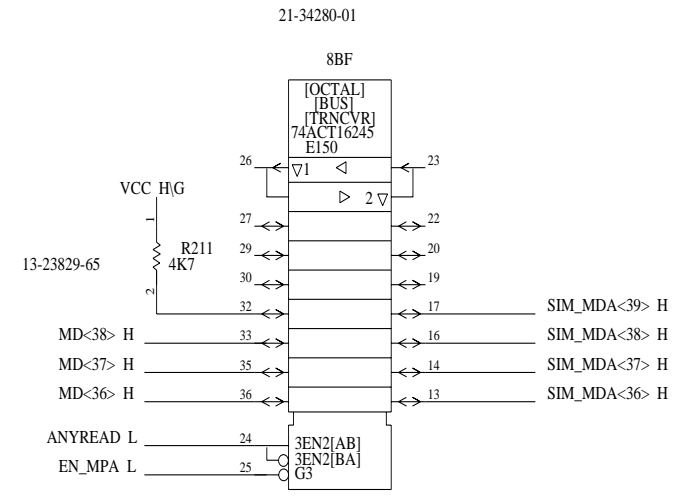 21-34280-01
8BF
[OCTAL]
[BUS]
[TRNCVR]
74ACT16245
E150
26 1 23
2
VCC H\G
27 22
1
29 20
R211
13-23829-65 4K7
30 19
2
32 17 SIM_MDA<39> H
MD<38> H 33 16 SIM_MDA<38> H
MD<37> H 35 14 SIM_MDA<37> H
MD<36> H 36 13 SIM_MDA<36> H
ANYREAD L 24 3EN2[AB]
3EN2[BA]
EN_MPA L 25 G3